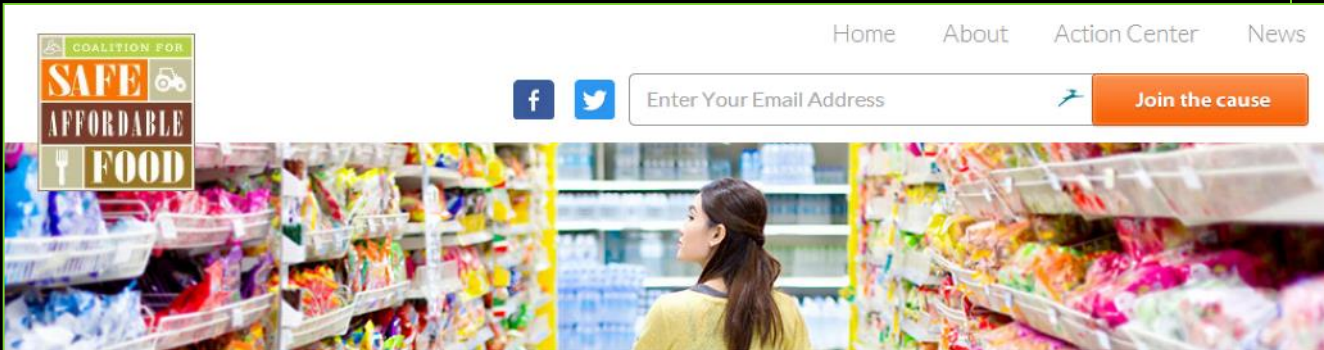 Home About Action Center News
COALITION FOR
SAFE
AFFORDABLE
FOOD
f
Enter Your Email Address
Join the cause